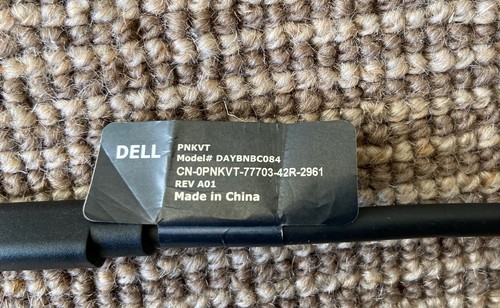 DELL
PNKVT
Model# DAYBNBC084
CN-0PNKVT-77703-42R-2961
REV A01
Made in China